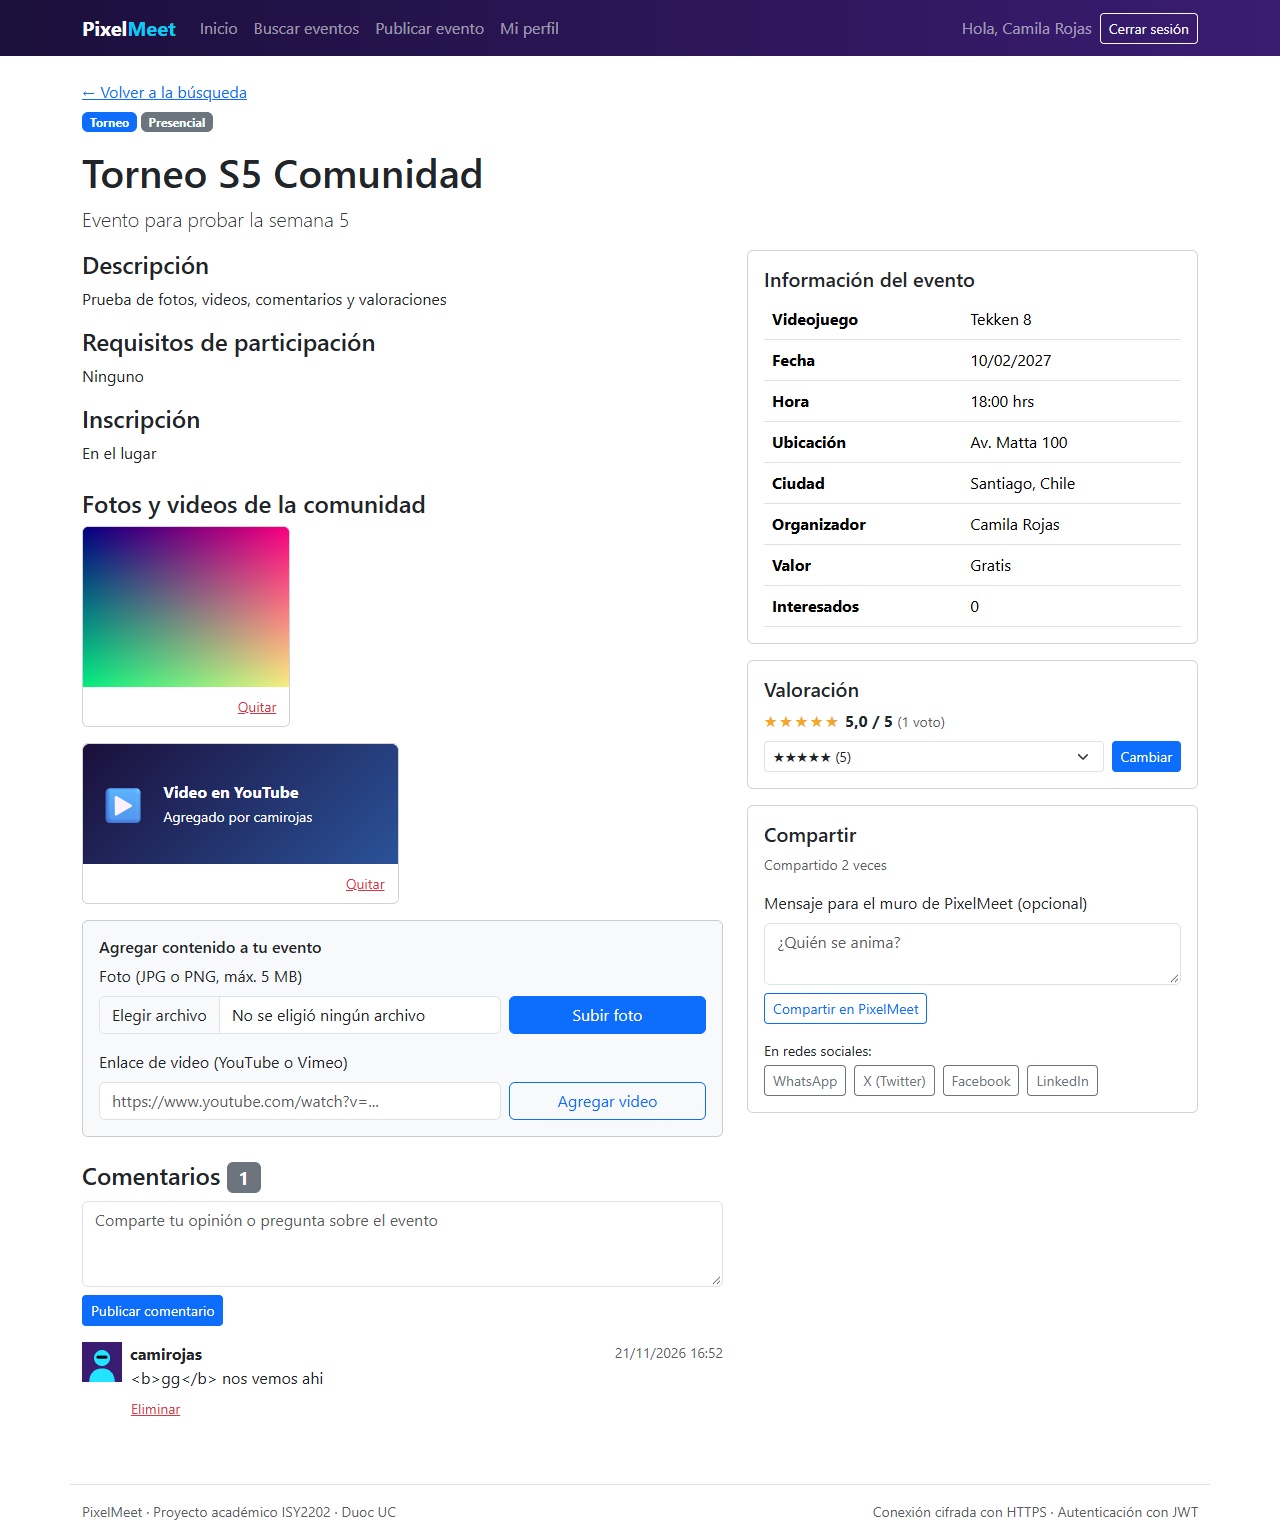 PixelMeet Inicio Buscar eventos Publicar evento Mi perfil Hola, Camila Rojas Cerrar sesión
← Volver a la búsqueda
Torneo Presencial
Torneo S5 Comunidad
Evento para probar la semana 5
Descripción
Prueba de fotos, videos, comentarios y valoraciones
Requisitos de participación
Ninguno
Inscripción
En el lugar
Fotos y videos de la comunidad
Quitar
Video en YouTube
Agregado por camirojas
Quitar
Agregar contenido a tu evento
Foto (JPG o PNG, máx. 5 MB)
Elegir archivo No se eligió ningún archivo Subir foto
Enlace de video (YouTube o Vimeo)
https://www.youtube.com/watch?v=... Agregar video
Comentarios 1
Comparte tu opinión o pregunta sobre el evento
Publicar comentario
camirojas 21/11/2026 16:52
<b>gg</b> nos vemos ahi
Eliminar
Información del evento
Videojuego Tekken 8
Fecha 10/02/2027
Hora 18:00 hrs
Ubicación Av. Matta 100
Ciudad Santiago, Chile
Organizador Camila Rojas
Valor Gratis
Interesados 0
Valoración
★★★★★ 5,0 / 5 (1 voto)
★★★★★ (5) Cambiar
Compartir
Compartido 2 veces
Mensaje para el muro de PixelMeet (opcional)
¿Quién se anima?
Compartir en PixelMeet
En redes sociales:
WhatsApp X (Twitter) Facebook LinkedIn
PixelMeet · Proyecto académico ISY2202 · Duoc UC Conexión cifrada con HTTPS · Autenticación con JWT